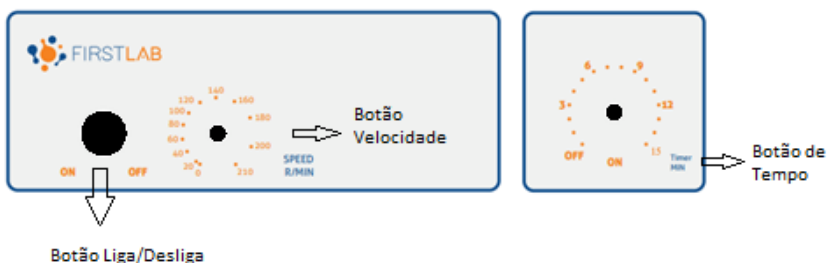 FIRSTLAB
140
120
160
100
180
80
60
200
40
20
0
210
SPEED
R/MIN
ON
OFF
Botão
Velocidade
Botão Liga/Desliga
6
9
3
12
OFF
ON
15
Timer
MIN
Botão de
Tempo